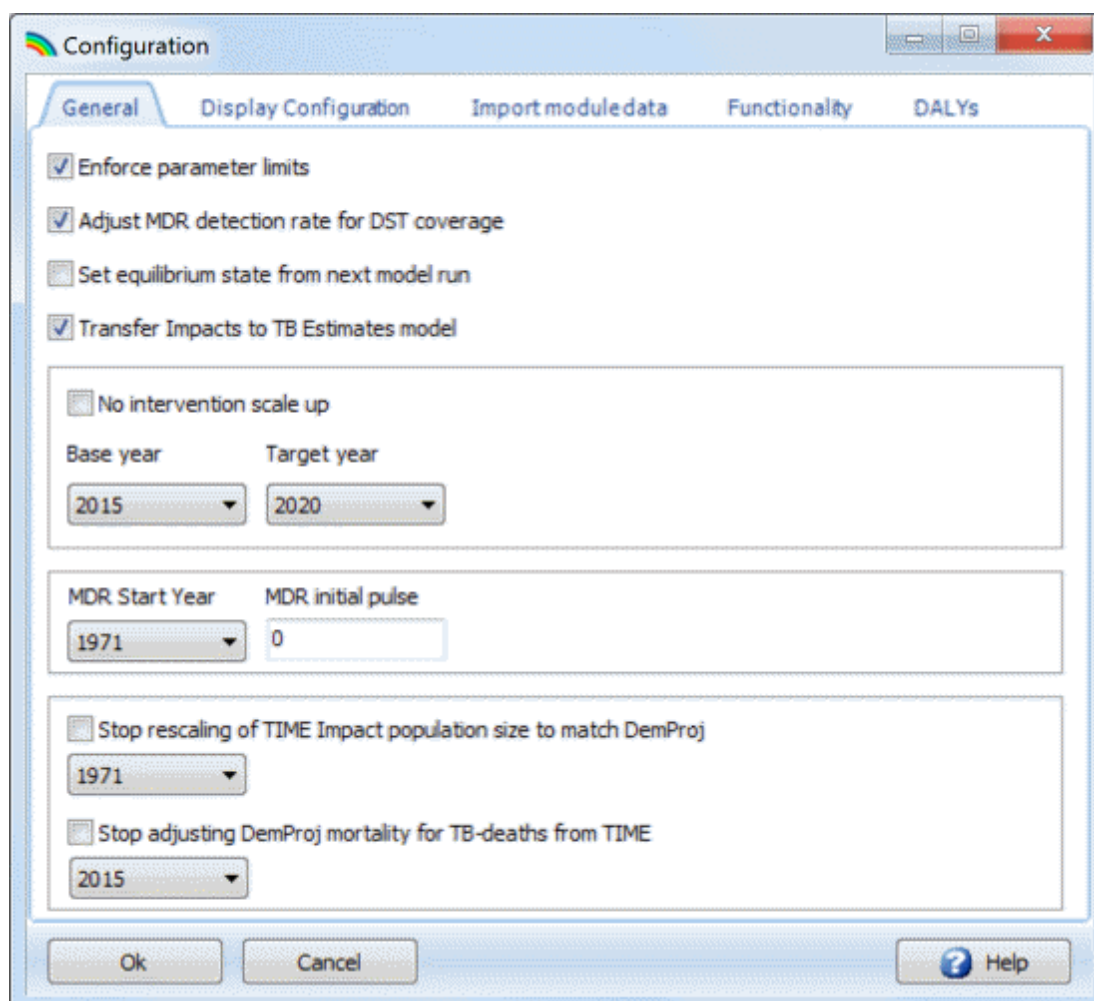 Configuration
General Display Configuration Import module data Functionality DALYs
Enforce parameter limits
Adjust MDR detection rate for DST coverage
Set equilibrium state from next model run
Transfer Impacts to TB Estimates model
No intervention scale up
Base year Target year
2015 2020
MDR Start Year MDR initial pulse
1971 0
Stop rescaling of TIME Impact population size to match DemProj
1971
Stop adjusting DemProj mortality for TB-deaths from TIME
2015
Ok Cancel ? Help